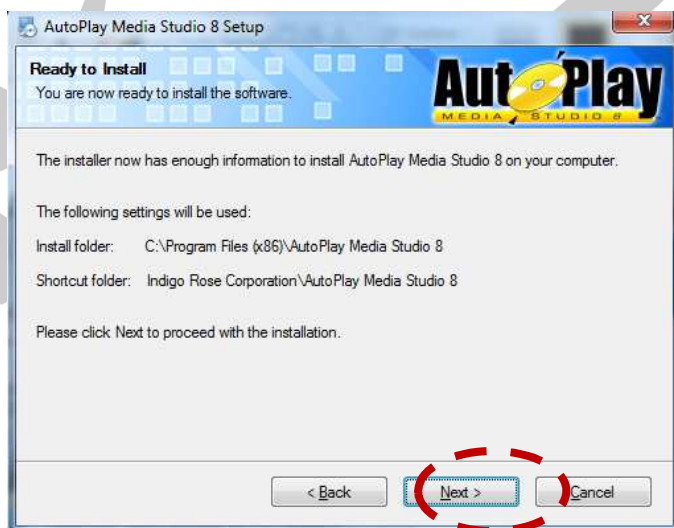 AutoPlay Media Studio 8 Setup
Ready to Install
You are now ready to install the software.
AutoPlay
MEDIA STUDIO 8
The installer now has enough information to install AutoPlay Media Studio 8 on your computer.
The following settings will be used:
Install folder: C:\Program Files (x86)\AutoPlay Media Studio 8
Shortcut folder: Indigo Rose Corporation\AutoPlay Media Studio 8
Please click Next to proceed with the installation.
< Back Next > Cancel